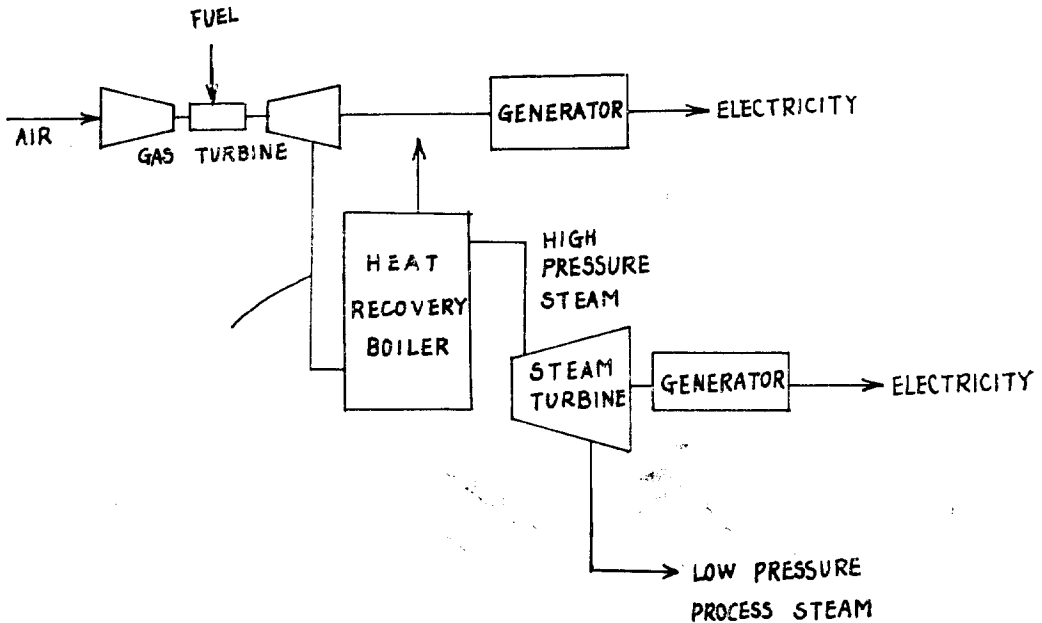 FUEL
AIR
GAS TURBINE
GENERATOR
ELECTRICITY
HEAT
RECOVERY
BOILER
HIGH
PRESSURE
STEAM
STEAM
TURBINE
GENERATOR
ELECTRICITY
LOW PRESSURE
PROCESS STEAM